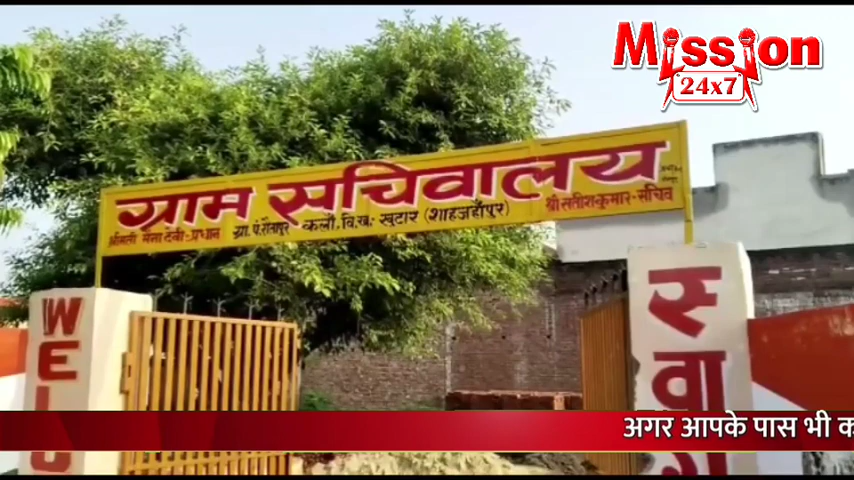 Mission
24x7
ग्राम सचिवालय
श्रीमती मैना देवी-प्रधान ग्रा.पं.रौतापुर कलॉं,वि.ख: खुटार (शाहजहाँपुर) श्री सतीश कुमार-सचिव
WEL
स्वा
अगर आपके पास भी